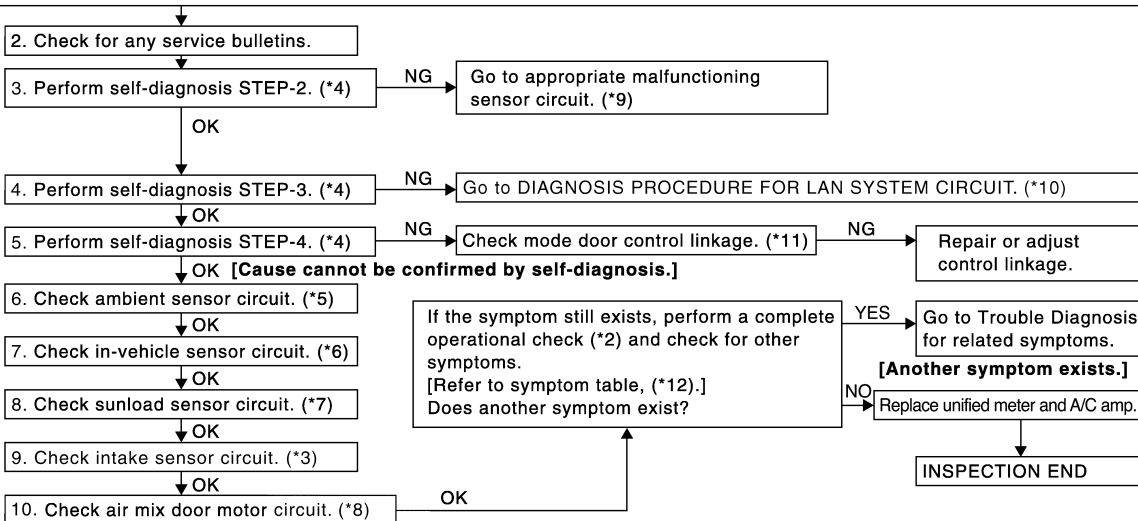 2. Check for any service bulletins.
3. Perform self-diagnosis STEP-2. (*4)
NG
Go to appropriate malfunctioning
sensor circuit. (*9)
OK
4. Perform self-diagnosis STEP-3. (*4)
NG
Go to DIAGNOSIS PROCEDURE FOR LAN SYSTEM CIRCUIT. (*10)
OK
5. Perform self-diagnosis STEP-4. (*4)
NG
Check mode door control linkage. (*11)
NG
Repair or adjust
control linkage.
OK
[Cause cannot be confirmed by self-diagnosis.]
6. Check ambient sensor circuit. (*5)
OK
7. Check in-vehicle sensor circuit. (*6)
OK
8. Check sunload sensor circuit. (*7)
OK
9. Check intake sensor circuit. (*3)
OK
10. Check air mix door motor circuit. (*8)
OK
If the symptom still exists, perform a complete
operational check (*2) and check for other
symptoms.
[Refer to symptom table, (*12).]
Does another symptom exist?
YES
Go to Trouble Diagnosis
for related symptoms.
[Another symptom exists.]
NO
Replace unified meter and A/C amp.
INSPECTION END